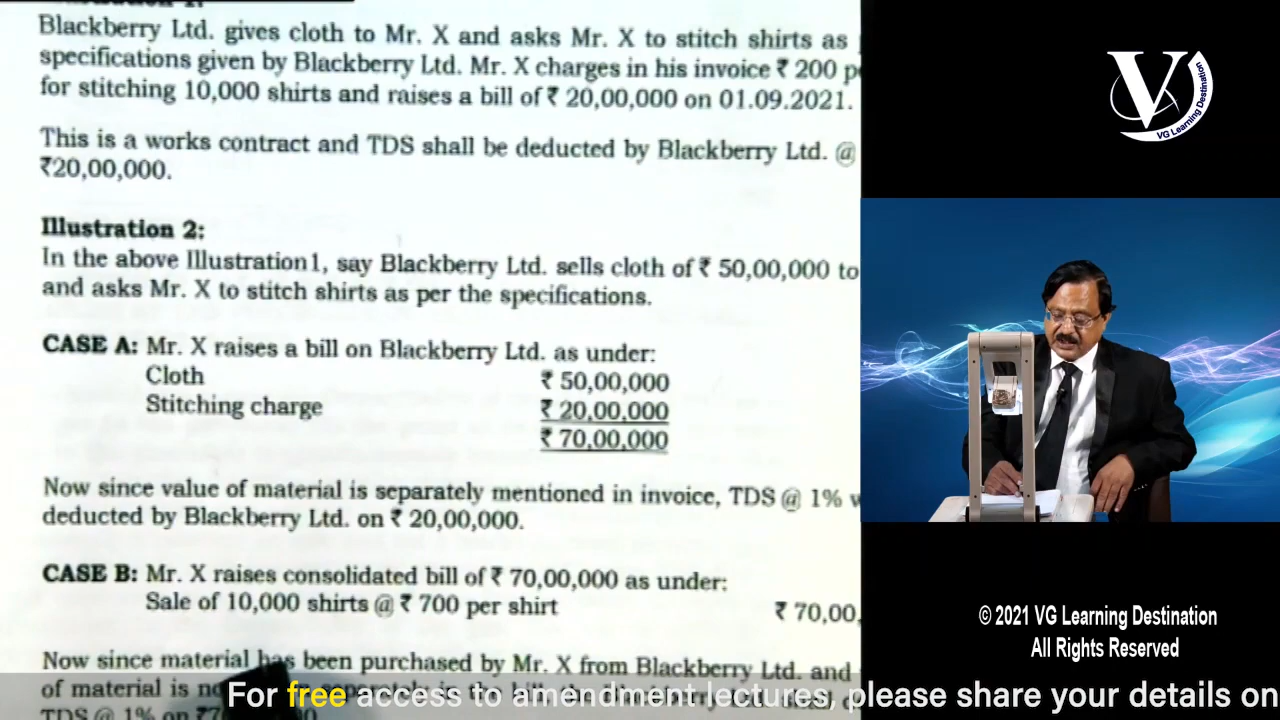 Blackberry Ltd. gives cloth to Mr. X and asks Mr. X to stitch shirts as
specifications given by Blackberry Ltd. Mr. X charges in his invoice ₹ 200
for stitching 10,000 shirts and raises a bill of ₹ 20,00,000 on 01.09.2021.
This is a works contract and TDS shall be deducted by Blackberry Ltd. @
₹20,00,000.
Illustration 2:
In the above Illustration1, say Blackberry Ltd. sells cloth of ₹ 50,00,000 to
and asks Mr. X to stitch shirts as per the specifications.
CASE A: Mr. X raises a bill on Blackberry Ltd. as under:
Cloth ₹ 50,00,000
Stitching charge ₹ 20,00,000
₹ 70,00,000
Now since value of material is separately mentioned in invoice, TDS @ 1%
deducted by Blackberry Ltd. on ₹ 20,00,000.
CASE B: Mr. X raises consolidated bill of ₹ 70,00,000 as under:
Sale of 10,000 shirts @ ₹ 700 per shirt ₹ 70,00,
Now since material has been purchased by Mr. X from Blackberry Ltd. and
of material is
TDS @ 1% on
For free access to amendment lectures, please share your details on
V
VG Learning Destination
© 2021 VG Learning Destination
All Rights Reserved